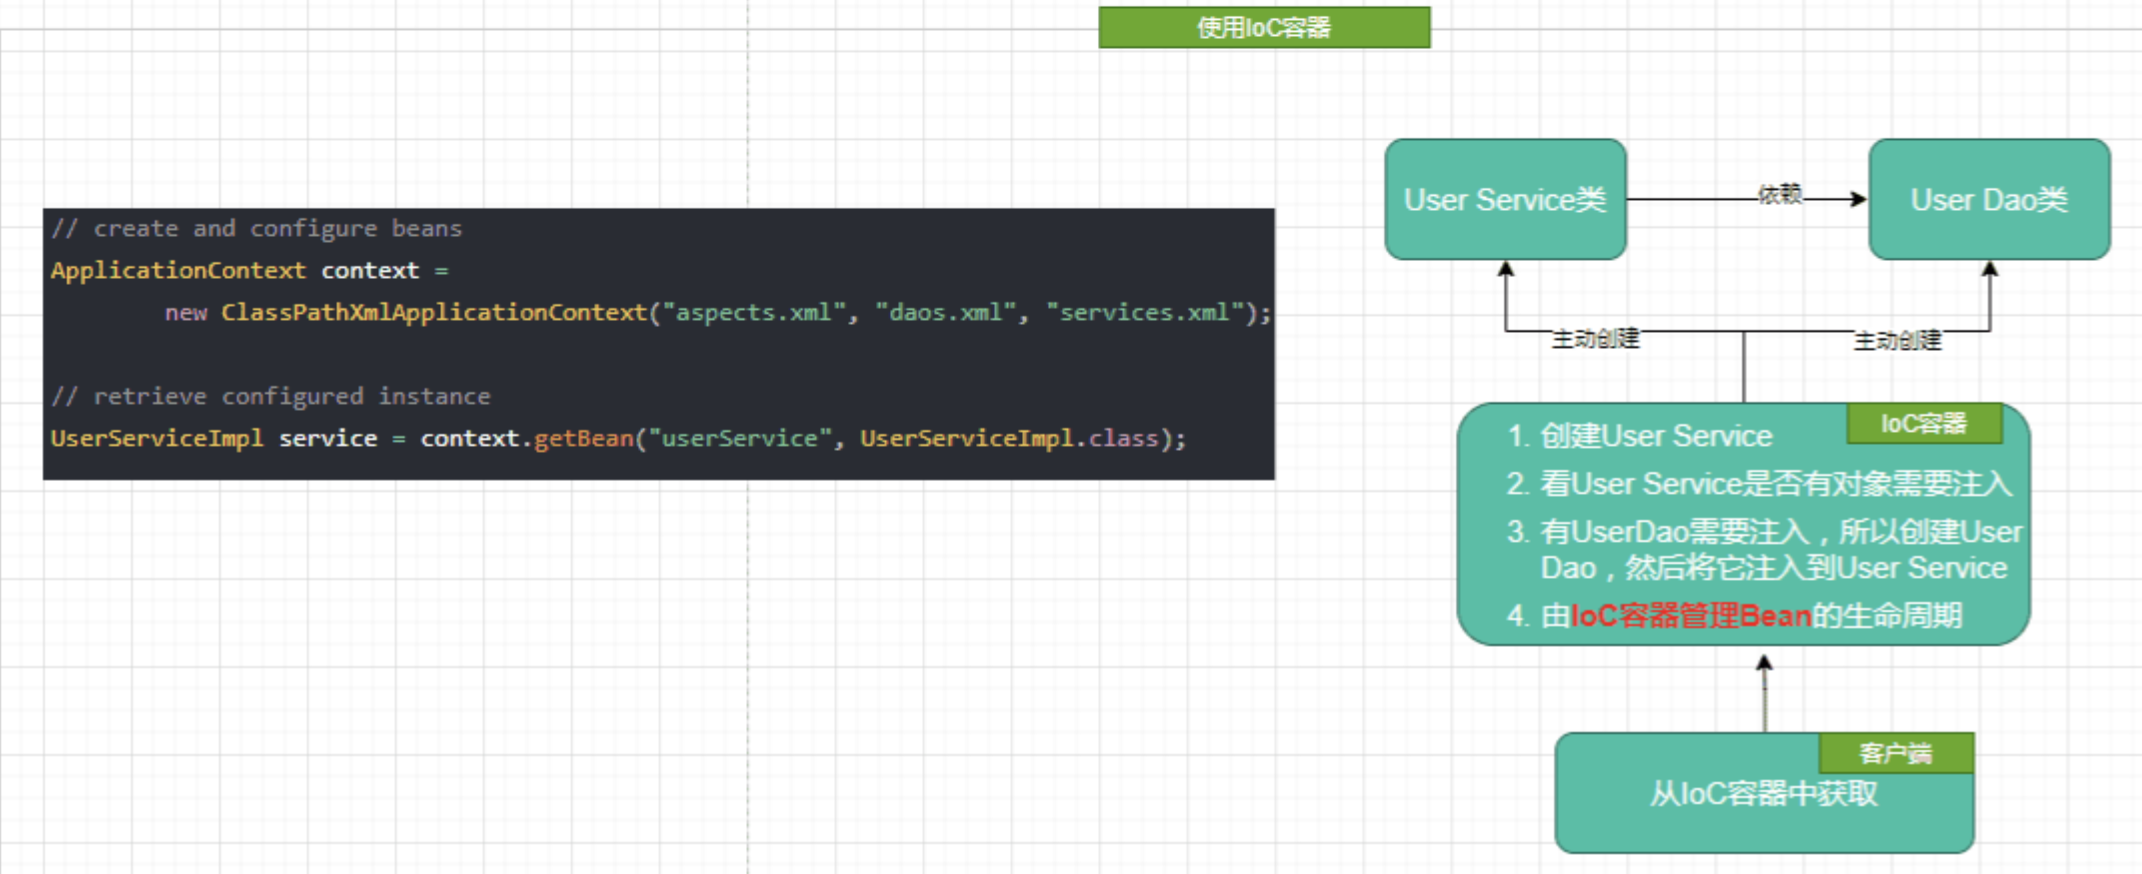 使用IoC容器
// create and configure beans
ApplicationContext context =
new ClassPathXmlApplicationContext("aspects.xml", "daos.xml", "services.xml");
// retrieve configured instance
UserServiceImpl service = context.getBean("userService", UserServiceImpl.class);
User Service类
依赖
User Dao类
主动创建
主动创建
IoC容器
1. 创建User Service
2. 看User Service是否有对象需要注入
3. 有UserDao需要注入，所以创建User
Dao，然后将它注入到User Service
4. 由IoC容器管理Bean的生命周期
客户端
从IoC容器中获取